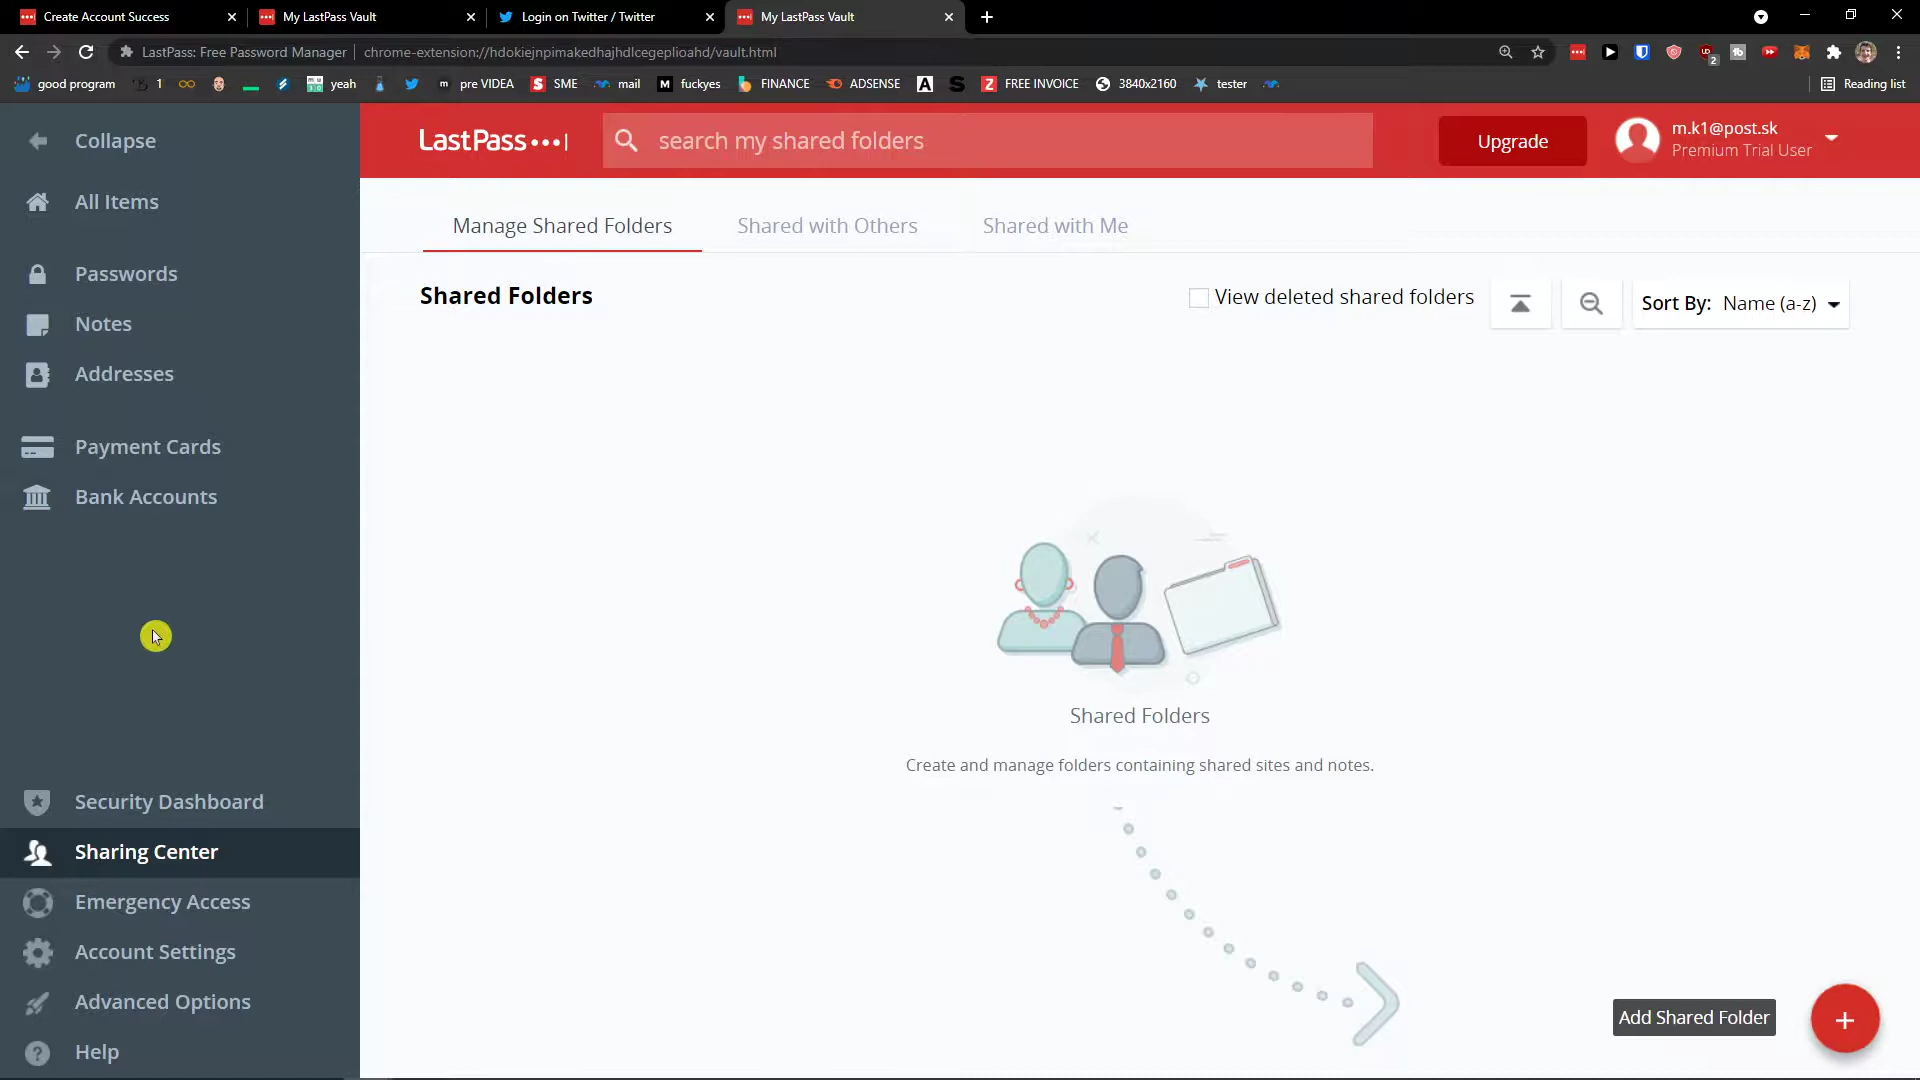 Create Account Success
My LastPass Vault
Login on Twitter / Twitter
My LastPass Vault
LastPass: Free Password Manager
chrome-extension://hdokiejnpimakedhajhdlcegeplioahd/vault.html
2
good program
1
yeah
pre VIDEA
SME
mail
fuckyes
FINANCE
ADSENSE
FREE INVOICE
3840x2160
tester
Reading list
Collapse
LastPass
search my shared folders
Upgrade
m.k1@post.sk
Premium Trial User
All Items
Manage Shared Folders
Shared with Others
Shared with Me
Passwords
Shared Folders
View deleted shared folders
Sort By: Name (a-z)
Notes
Addresses
Payment Cards
Bank Accounts
Shared Folders
Create and manage folders containing shared sites and notes.
Security Dashboard
Sharing Center
Emergency Access
Account Settings
Advanced Options
Add Shared Folder
Help